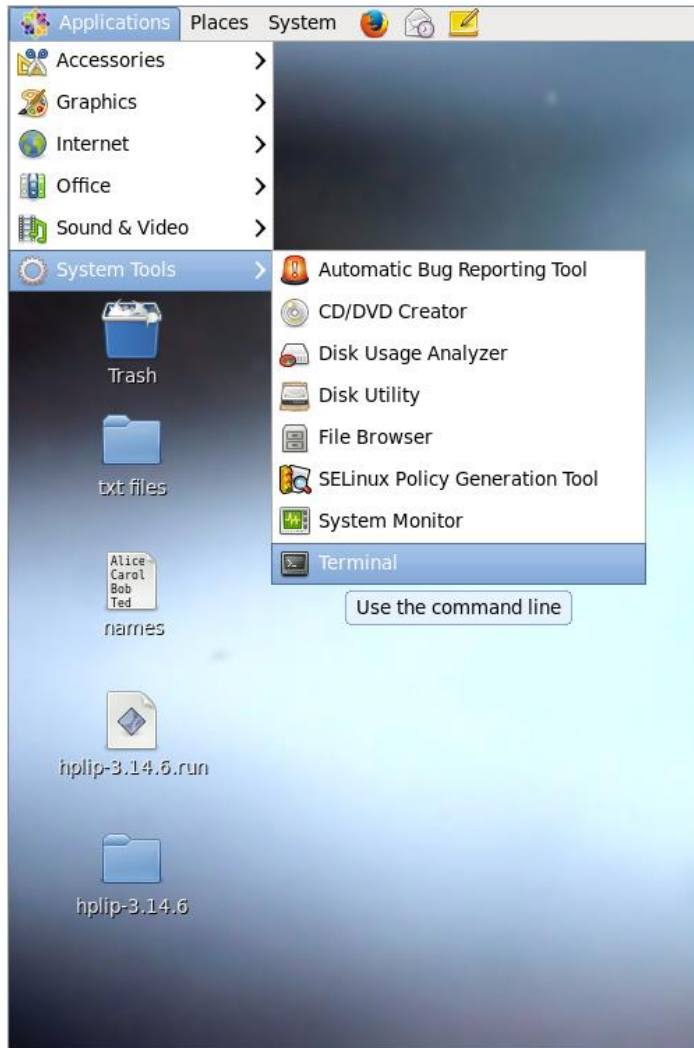 Applications Places System
Accessories
Graphics
Internet
Office
Sound & Video
System Tools
Automatic Bug Reporting Tool
CD/DVD Creator
Disk Usage Analyzer
Disk Utility
File Browser
SELinux Policy Generation Tool
System Monitor
Terminal
Use the command line
Trash
txt files
Alice
Carol
Bob
Ted
names
hplip-3.14.6.run
hplip-3.14.6